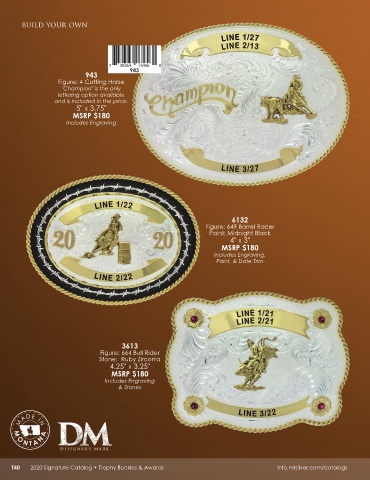 BUILD YOUR OWN
943
943
Figure: 4 Cutting Horse
"Champion" is the only
lettering option available
and is included in the price.
5" x 3.75"
MSRP $180
Includes Engraving
LINE 1/27
LINE 2/13
Champion
LINE 3/27
LINE 1/22
20 20
LINE 2/22
6132
Figure: 649 Barrel Racer
Paint: Midnight Black
4" x 3"
MSRP $180
Includes Engraving,
Paint, & Date Trim
3613
Figure: 664 Bull Rider
Stone: Ruby Zirconia
4.25" x 3.25"
MSRP $180
Includes Engraving
& Stones
LINE 1/21
LINE 2/21
LINE 3/22
MADE IN
MONTANA
DM
DESIGNER'S MARK
T40 2020 Signature Catalog • Trophy Buckles & Awards info.mtsilver.com/catalogs